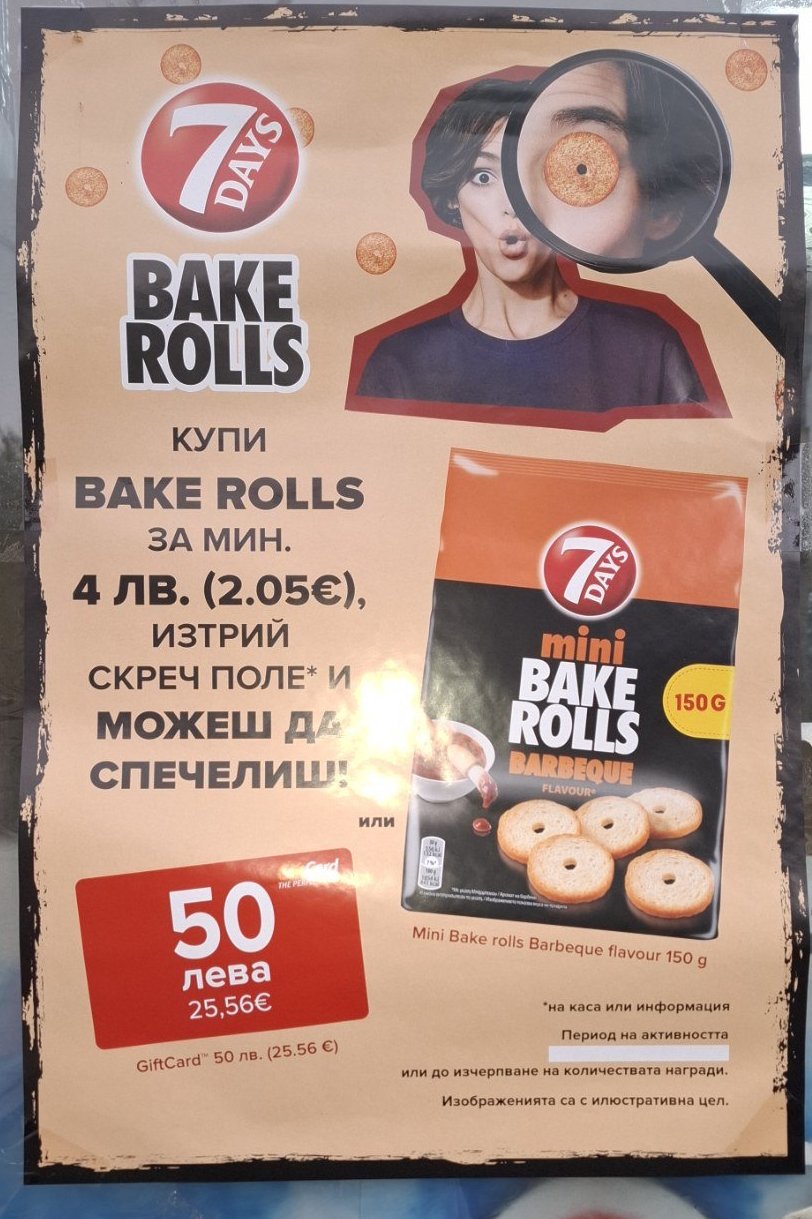 7 DAYS
BAKE
ROLLS
КУПИ
BAKE ROLLS
ЗА МИН.
4 ЛВ. (2.05€),
ИЗТРИЙ
СКРЕЧ ПОЛЕ* И
МОЖЕШ ДА
СПЕЧЕЛИШ!
или
7 DAYS
mini
BAKE
ROLLS
BARBEQUE
FLAVOUR*
150G
Mini Bake rolls Barbeque flavour 150 g
Card
50
лева
25,56€
GiftCard™ 50 лв. (25.56 €)
*на каса или информация
Период на активността
или до изчерпване на количествата награди.
Изображенията са с илюстративна цел.